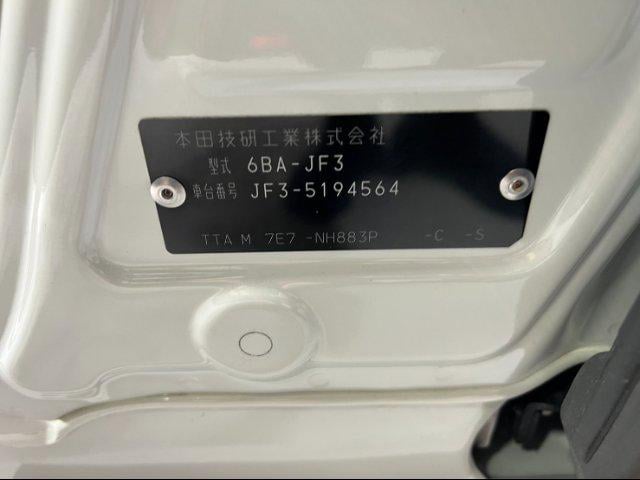 本田技研工業株式会社
型式 6BA-JF3
車台番号 JF3-5194564
TTA M 7E7 -NH883P -C -S